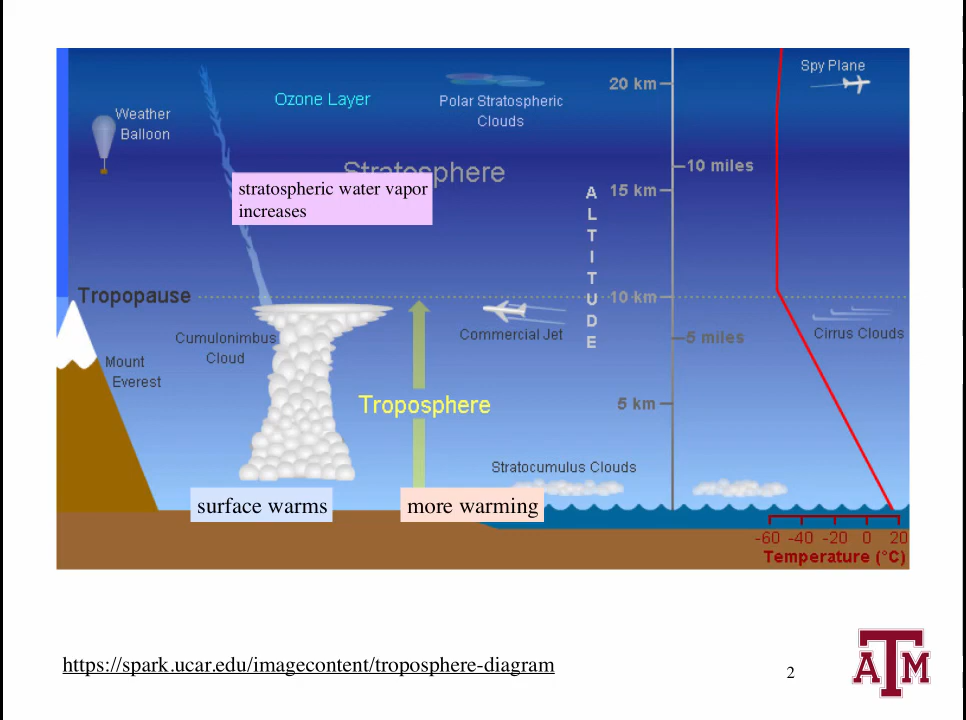 Spy Plane
20 km
Ozone Layer
Polar Stratospheric
Clouds
Weather
Balloon
10 miles
Stratosphere
stratospheric water vapor
increases
A
L
T
I
T
U
D
E
15 km
Tropopause
10 km
Cumulonimbus
Cloud
Commercial Jet
5 miles
Cirrus Clouds
Mount
Everest
Troposphere
5 km
Stratocumulus Clouds
surface warms
more warming
-60 -40 -20 0 20
Temperature (°C)
https://spark.ucar.edu/imagecontent/troposphere-diagram
2
ATM